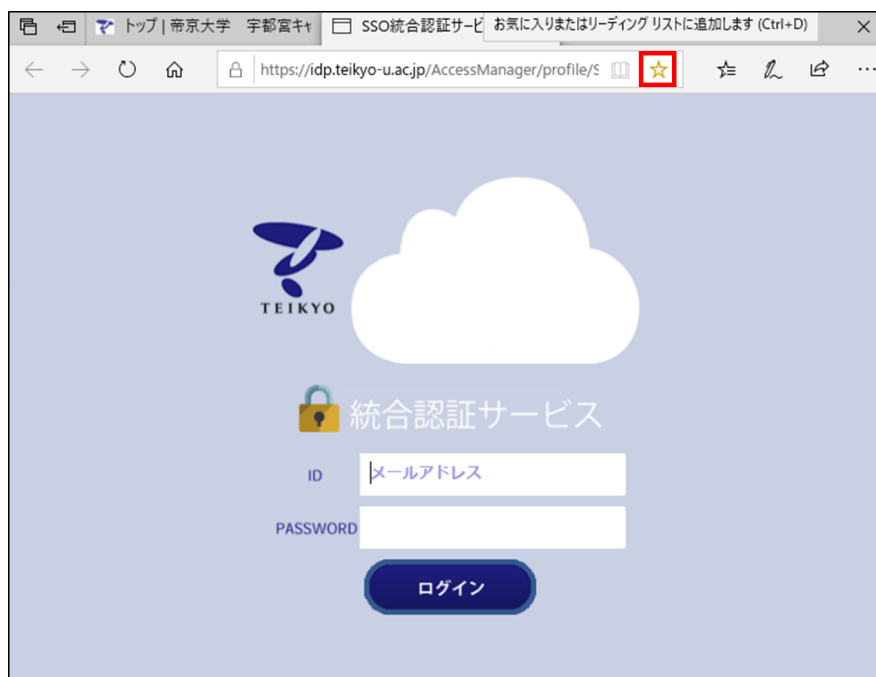 トップ | 帝京大学 宇都宮キャ
SSO統合認証サービ
お気に入りまたはリーディング リストに追加します (Ctrl+D)
https://idp.teikyo-u.ac.jp/AccessManager/profile/S
TEIKYO
統合認証サービス
ID
メールアドレス
PASSWORD
ログイン